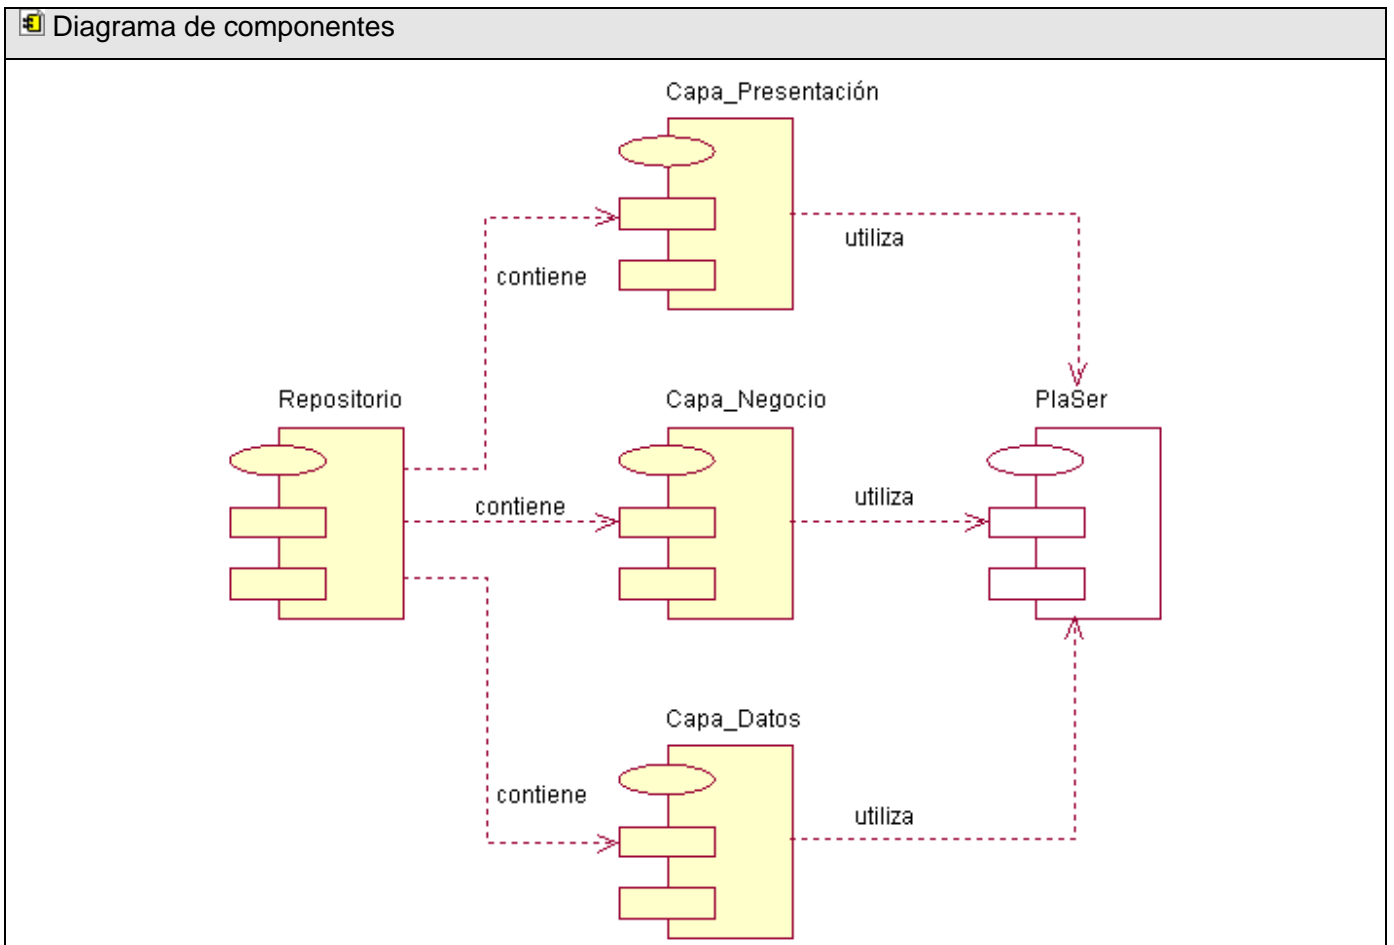 Diagrama de componentes
Capa_Presentación
utiliza
contiene
Repositorio
Capa_Negocio
PlaSer
contiene
utiliza
Capa_Datos
contiene
utiliza